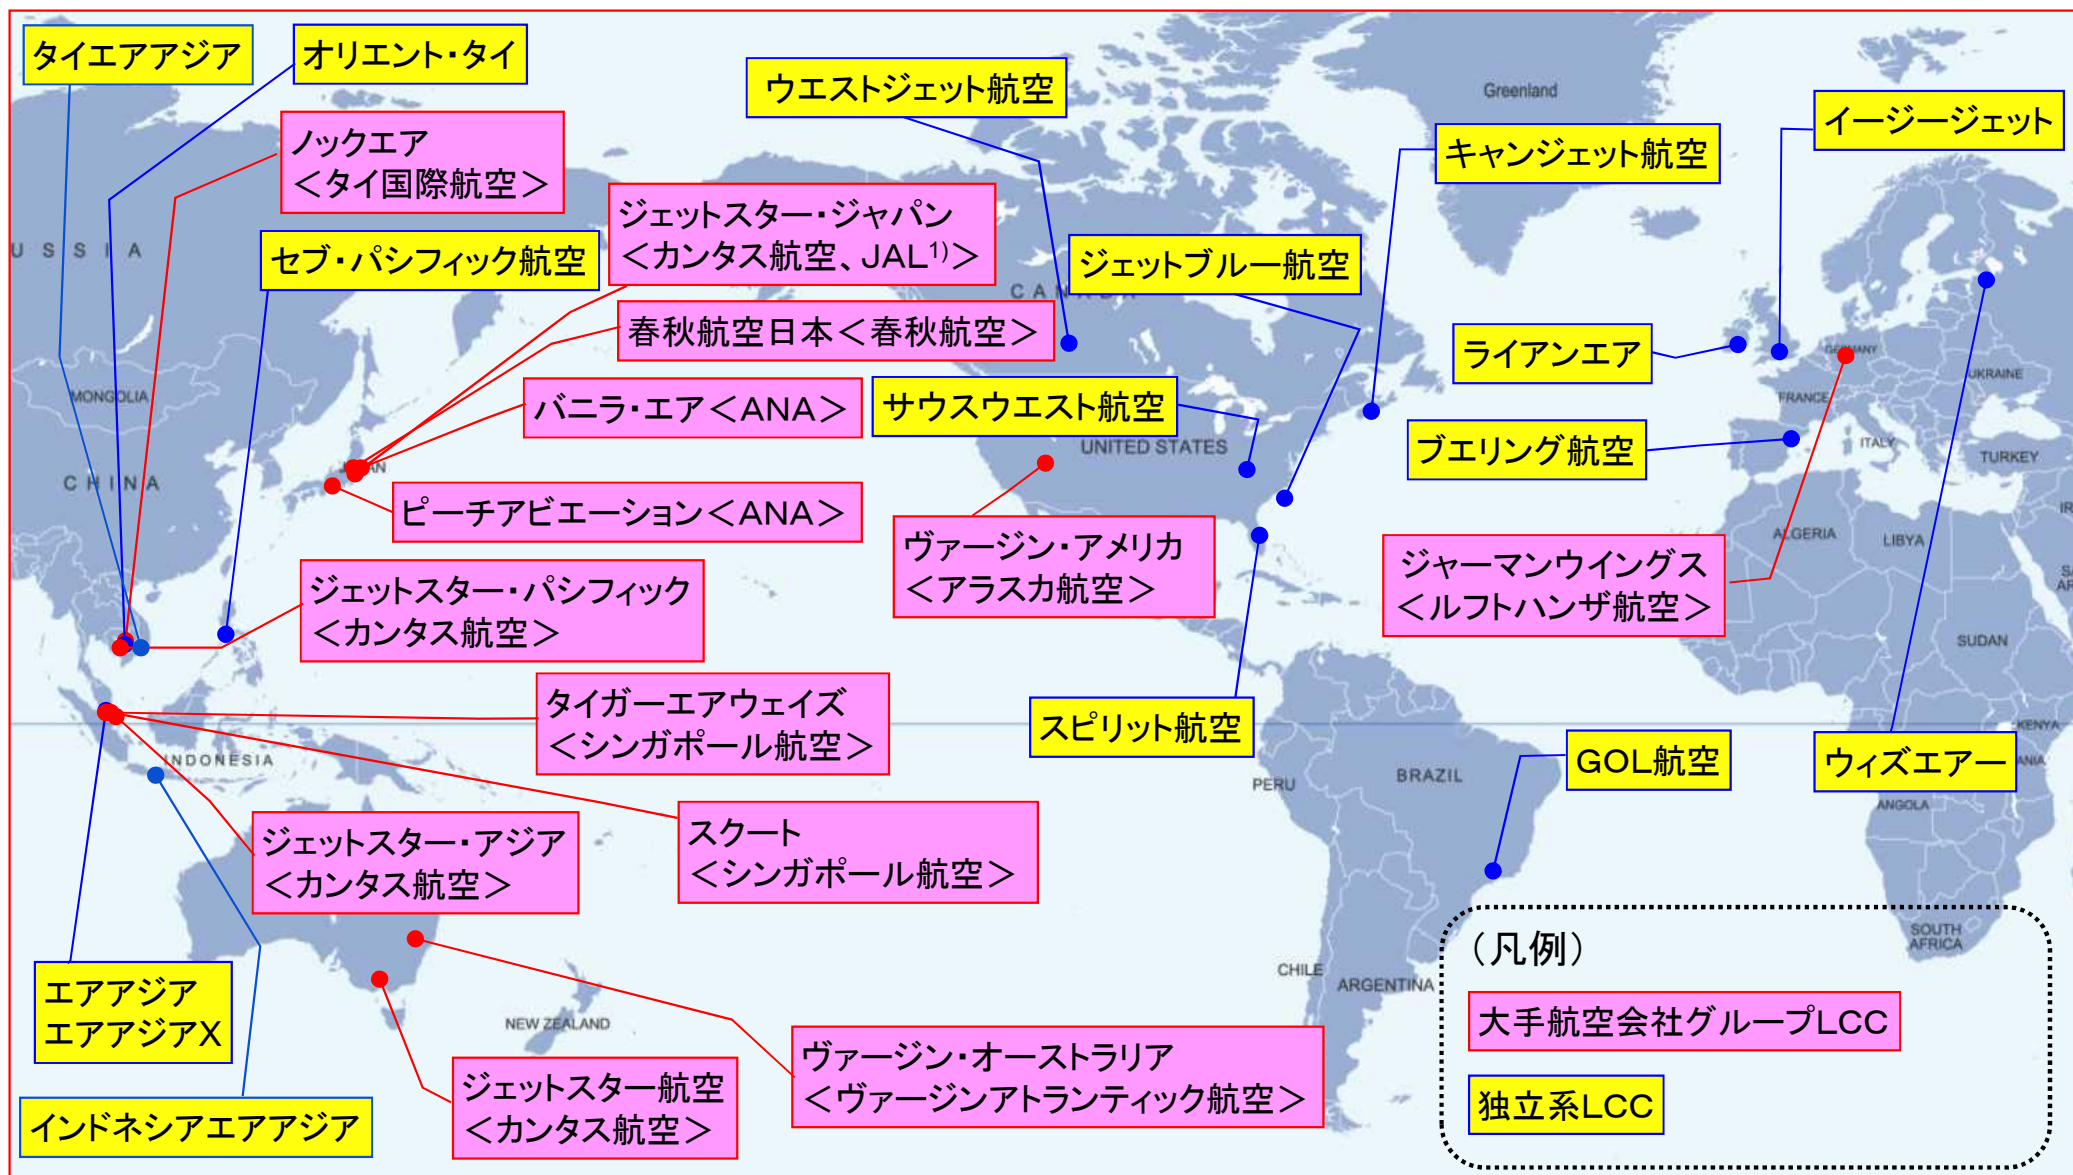 タイエアアジア
オリエント・タイ
ウエストジェット航空
Greenland
イージージェット
キャンジェット航空
ノックエア
＜タイ国際航空＞
ジェットスター・ジャパン
＜カンタス航空、JAL1)＞
RUSSIA
セブ・パシフィック航空
ジェットブルー航空
CANADA
春秋航空日本＜春秋航空＞
ライアンエア
GERMANY
UKRAINE
MONGOLIA
バニラ・エア＜ANA＞
サウスウエスト航空
FRANCE
UNITED STATES
ブエリング航空
ITALY
TURKEY
JAPAN
CHINA
ピーチアビエーション＜ANA＞
IR
ヴァージン・アメリカ
＜アラスカ航空＞
ALGERIA
LIBYA
ジャーマンウイングス
＜ルフトハンザ航空＞
SA
AR
ジェットスター・パシフィック
＜カンタス航空＞
SUDAN
タイガーエアウェイズ
＜シンガポール航空＞
スピリット航空
KENYA
INDONESIA
GOL航空
ウィズエアー
ANIA
PERU
BRAZIL
ANGOLA
ジェットスター・アジア
＜カンタス航空＞
スクート
＜シンガポール航空＞
SOUTH
AFRICA
（凡例）
エアアジア
エアアジアX
CHILE
ARGENTINA
NEW ZEALAND
大手航空会社グループLCC
ジェットスター航空
＜カンタス航空＞
ヴァージン・オーストラリア
＜ヴァージンアトランティック航空＞
独立系LCC
インドネシアエアアジア